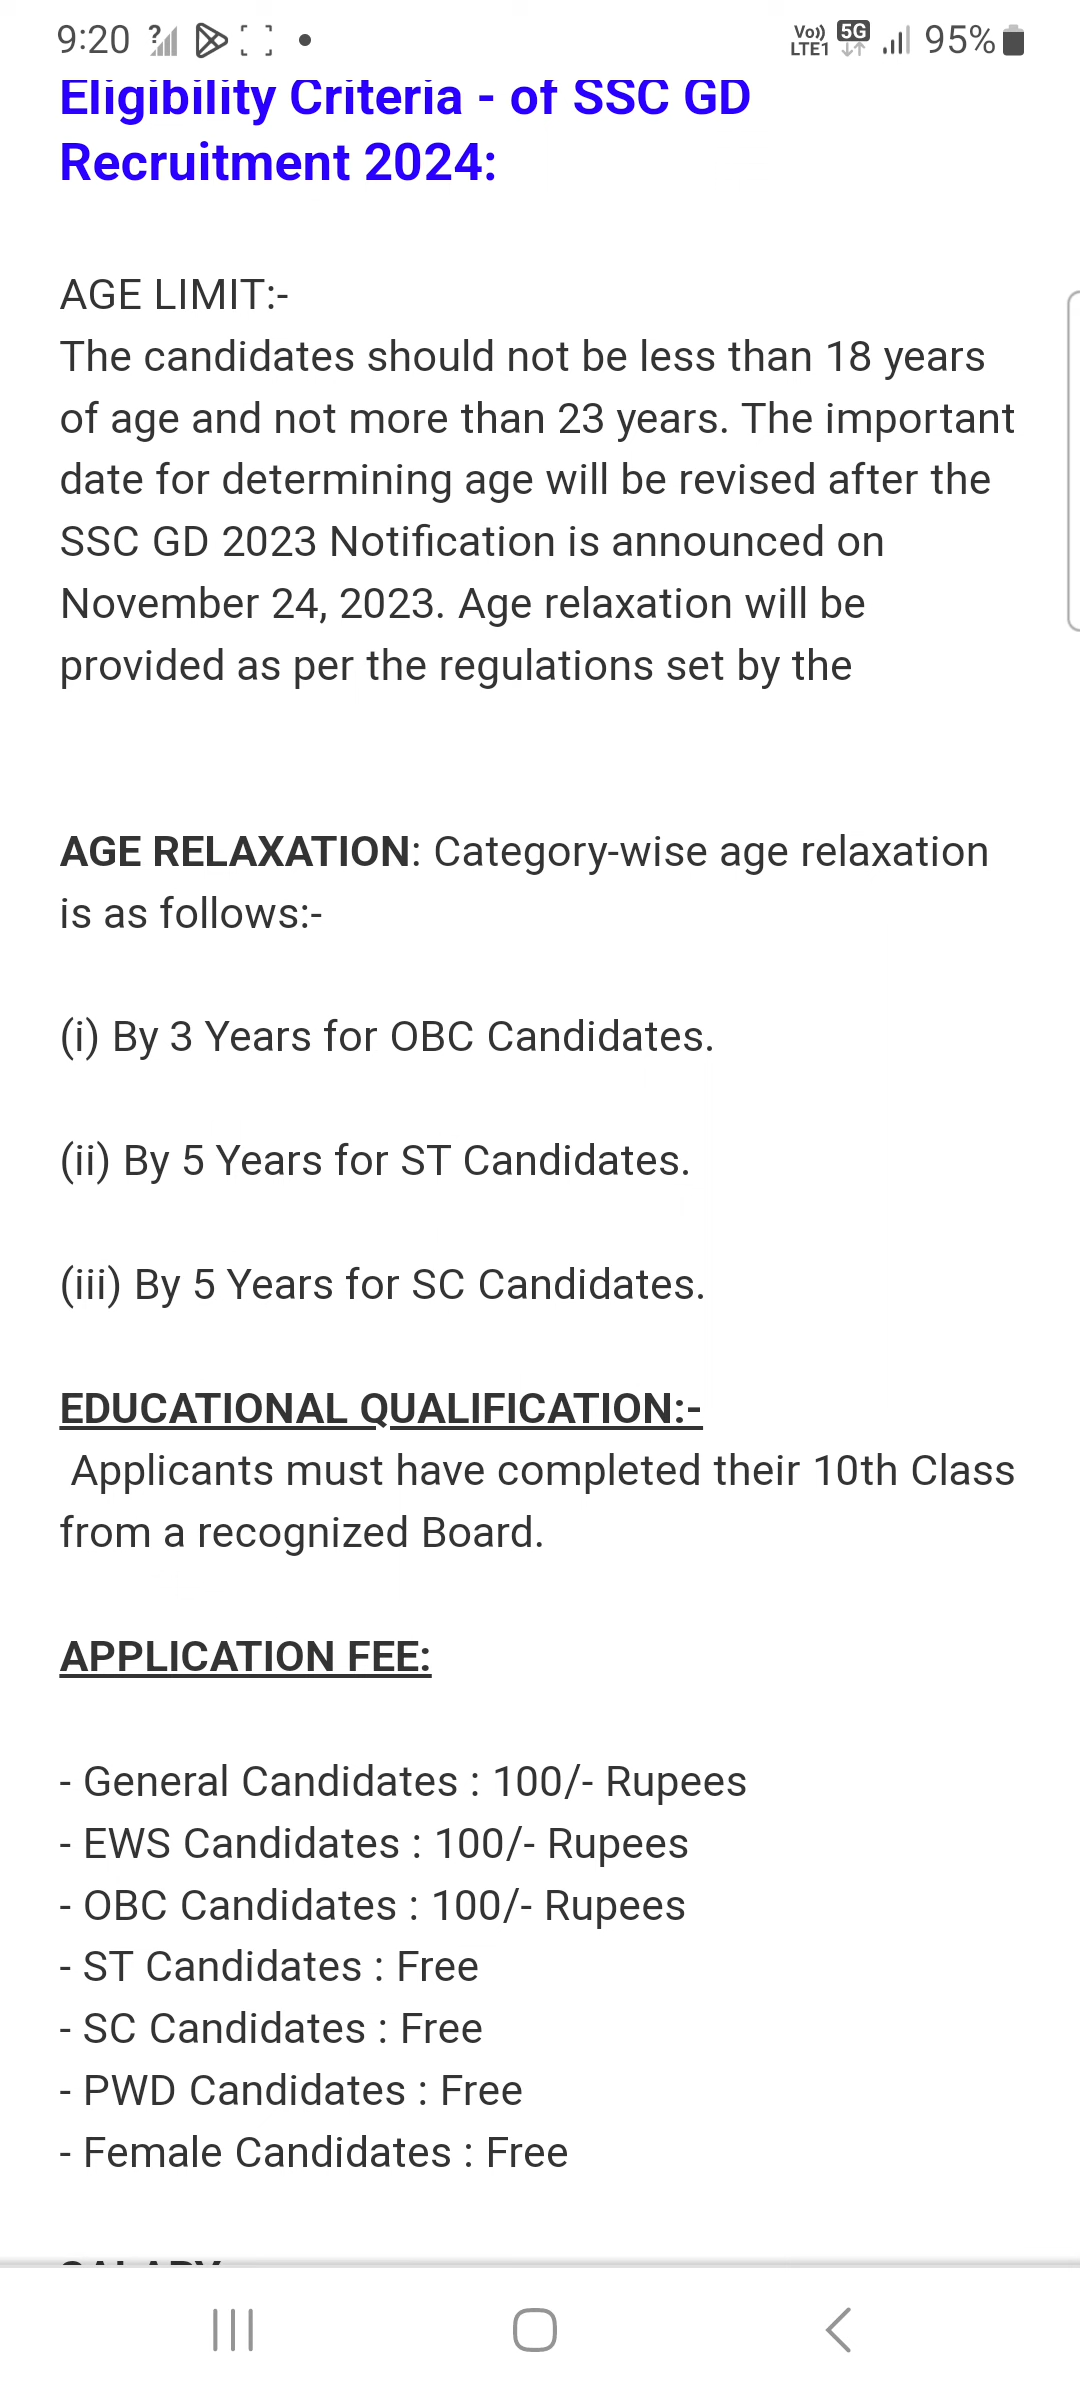 9:20
Vo)) 5G
LTE1 95%
Eligibility Criteria - of SSC GD
Recruitment 2024:
AGE LIMIT:-
The candidates should not be less than 18 years
of age and not more than 23 years. The important
date for determining age will be revised after the
SSC GD 2023 Notification is announced on
November 24, 2023. Age relaxation will be
provided as per the regulations set by the
AGE RELAXATION: Category-wise age relaxation
is as follows:-
(i) By 3 Years for OBC Candidates.
(ii) By 5 Years for ST Candidates.
(iii) By 5 Years for SC Candidates.
EDUCATIONAL QUALIFICATION:-
Applicants must have completed their 10th Class
from a recognized Board.
APPLICATION FEE:
- General Candidates : 100/- Rupees
- EWS Candidates : 100/- Rupees
- OBC Candidates : 100/- Rupees
- ST Candidates : Free
- SC Candidates : Free
- PWD Candidates : Free
- Female Candidates : Free